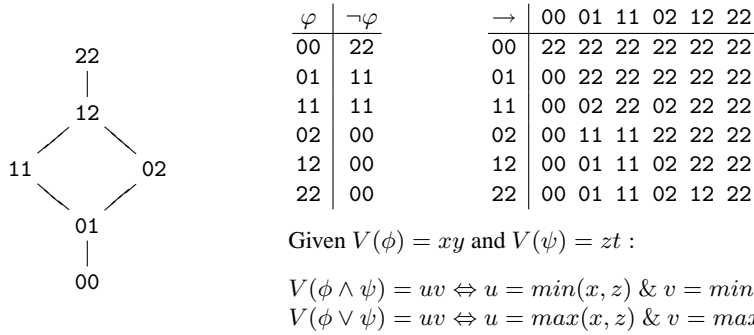 22
12
11 02
01
00
φ ¬φ
00 22
01 11
11 11
02 00
12 00
22 00
→ 00 01 11 02 12 22
00 22 22 22 22 22 22
01 00 22 22 22 22 22
11 00 02 22 02 22 22
02 00 11 11 22 22 22
12 00 01 11 02 22 22
22 00 01 11 02 12 22
Given V(ϕ) = xy and V(ψ) = zt :
V(ϕ ∧ ψ) = uv ⇔ u = min(x, z) & v = min
V(ϕ ∨ ψ) = uv ⇔ u = max(x, z) & v = max